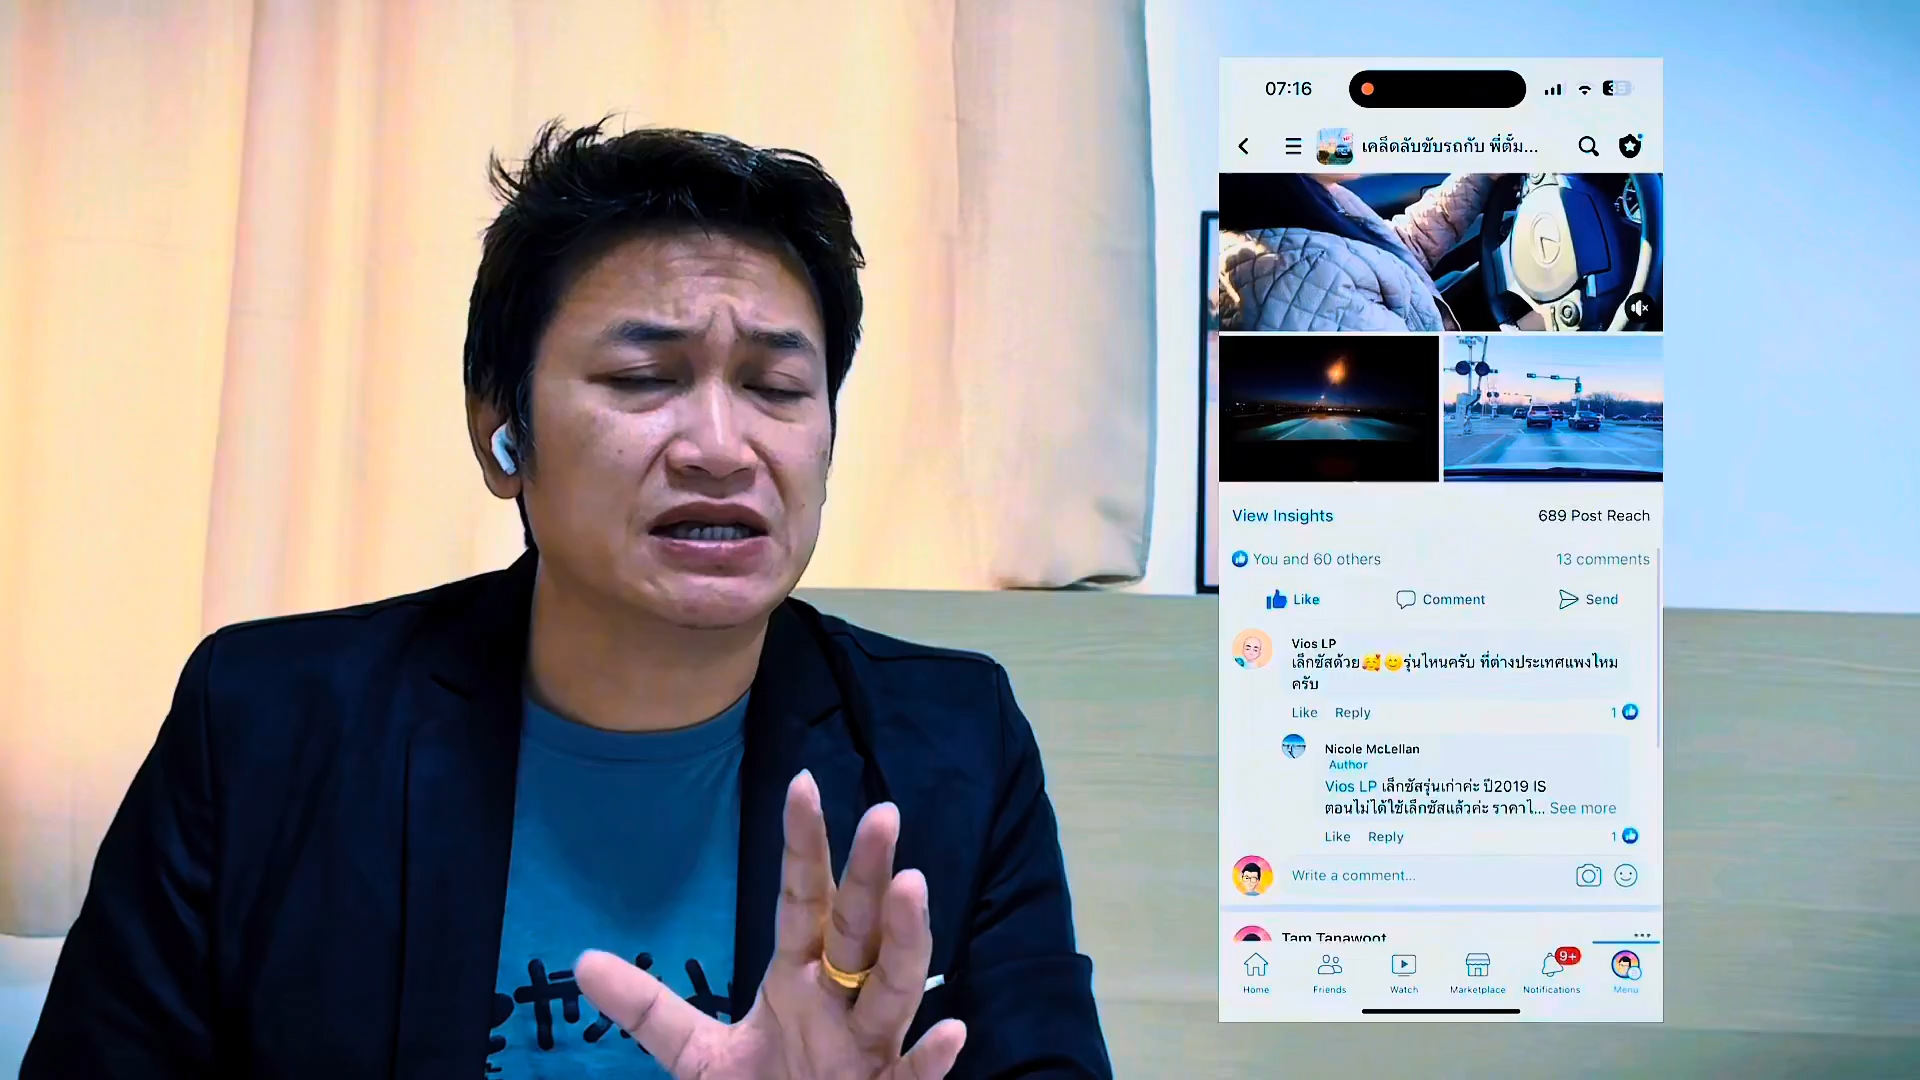 07:16
เคล็ดลับขับรถกับ พี่ตั้ม...
View Insights
689 Post Reach
You and 60 others
13 comments
Like
Comment
Send
Vios LP
เล็กซัสด้วย🥰😊รุ่นไหนครับ ที่ต่างประเทศแพงไหม
ครับ
Like Reply
1
Nicole McLellan
Author
Vios LP เล็กซัสรุ่นเก่าค่ะ ปี2019 IS
ตอนไม่ได้ใช้เล็กซัสแล้วค่ะ ราคาไ... See more
Like Reply
1
Write a comment...
Tam Tanawoot
9+
Home
Friends
Watch
Marketplace
Notifications
Menu